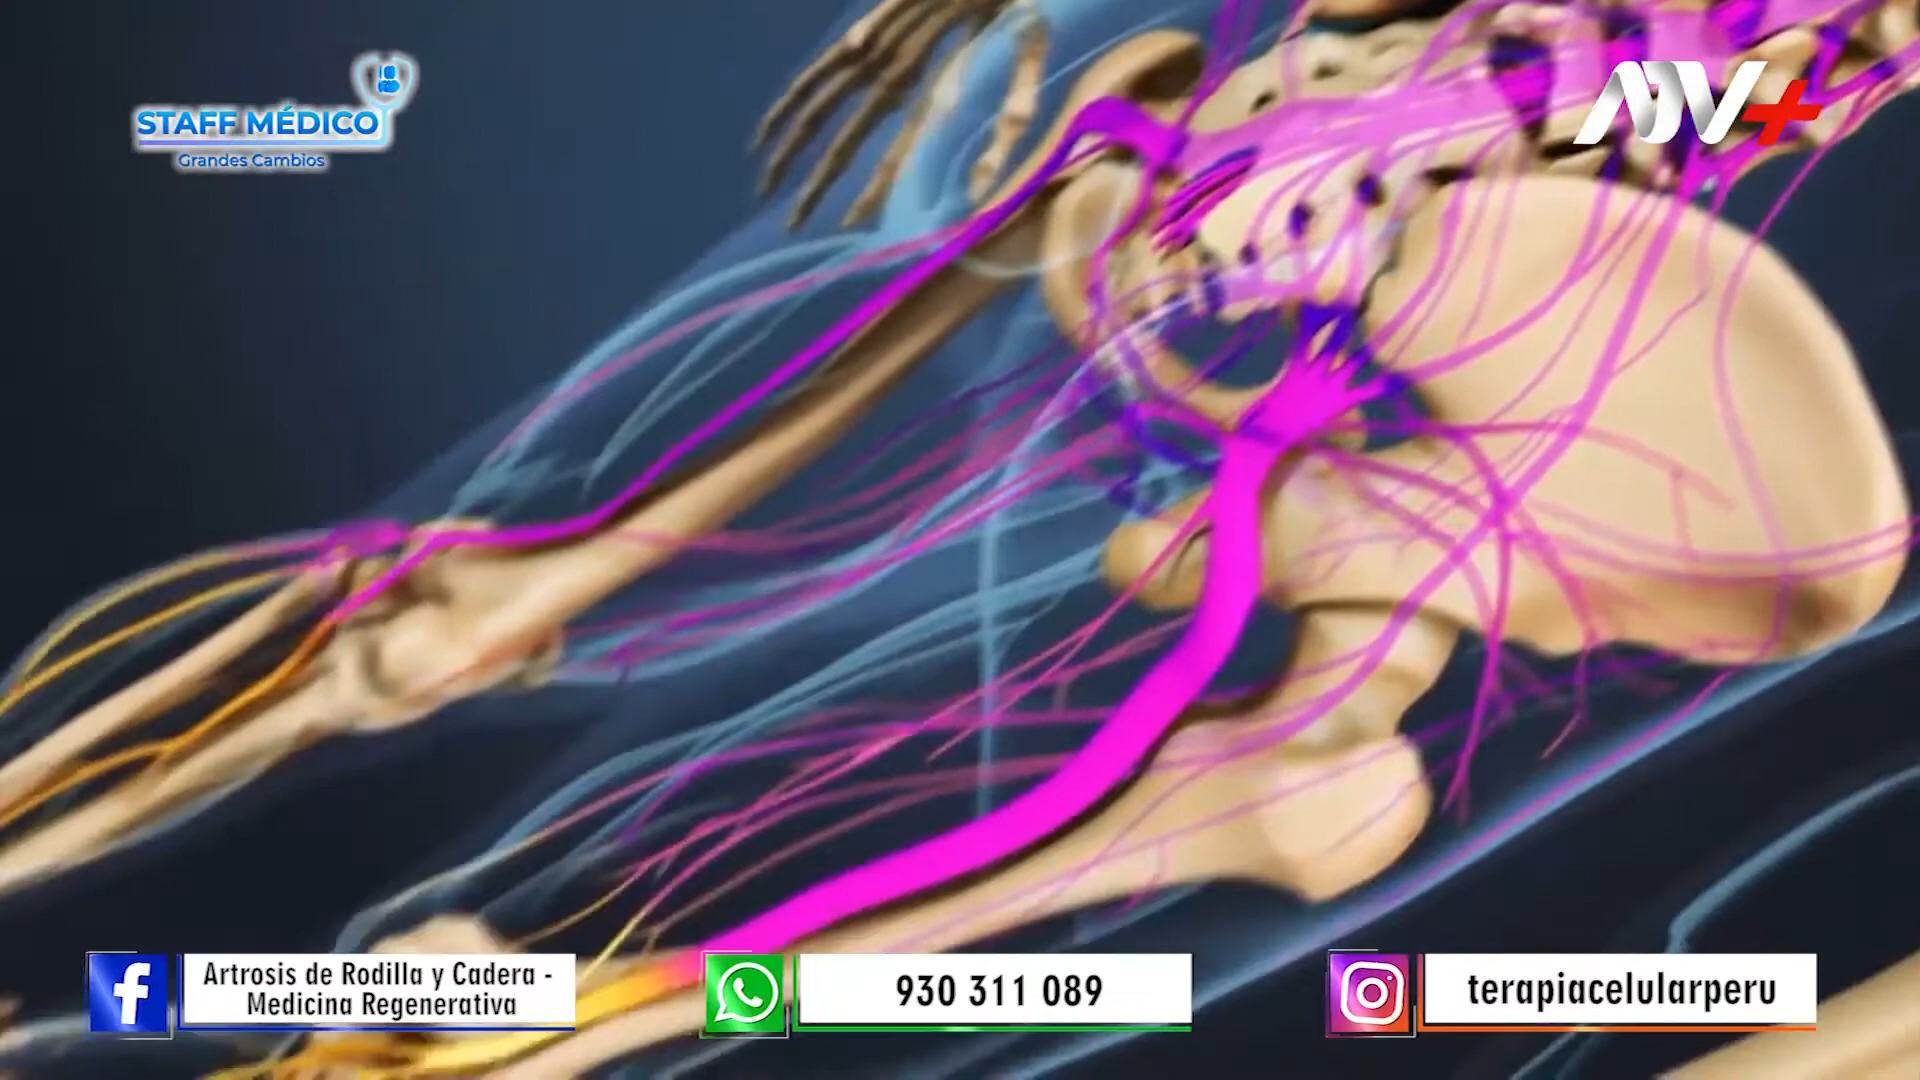 STAFF MÉDICO
Grandes Cambios
ATV+
Artrosis de Rodilla y Cadera -
Medicina Regenerativa
930 311 089
terapiacelularperu